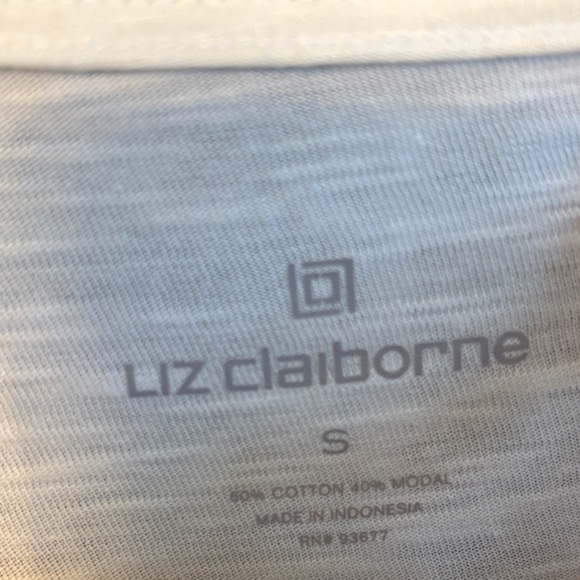 LIZ claiborne
S
60% COTTON 40% MODAL
MADE IN INDONESIA
RN# 93677